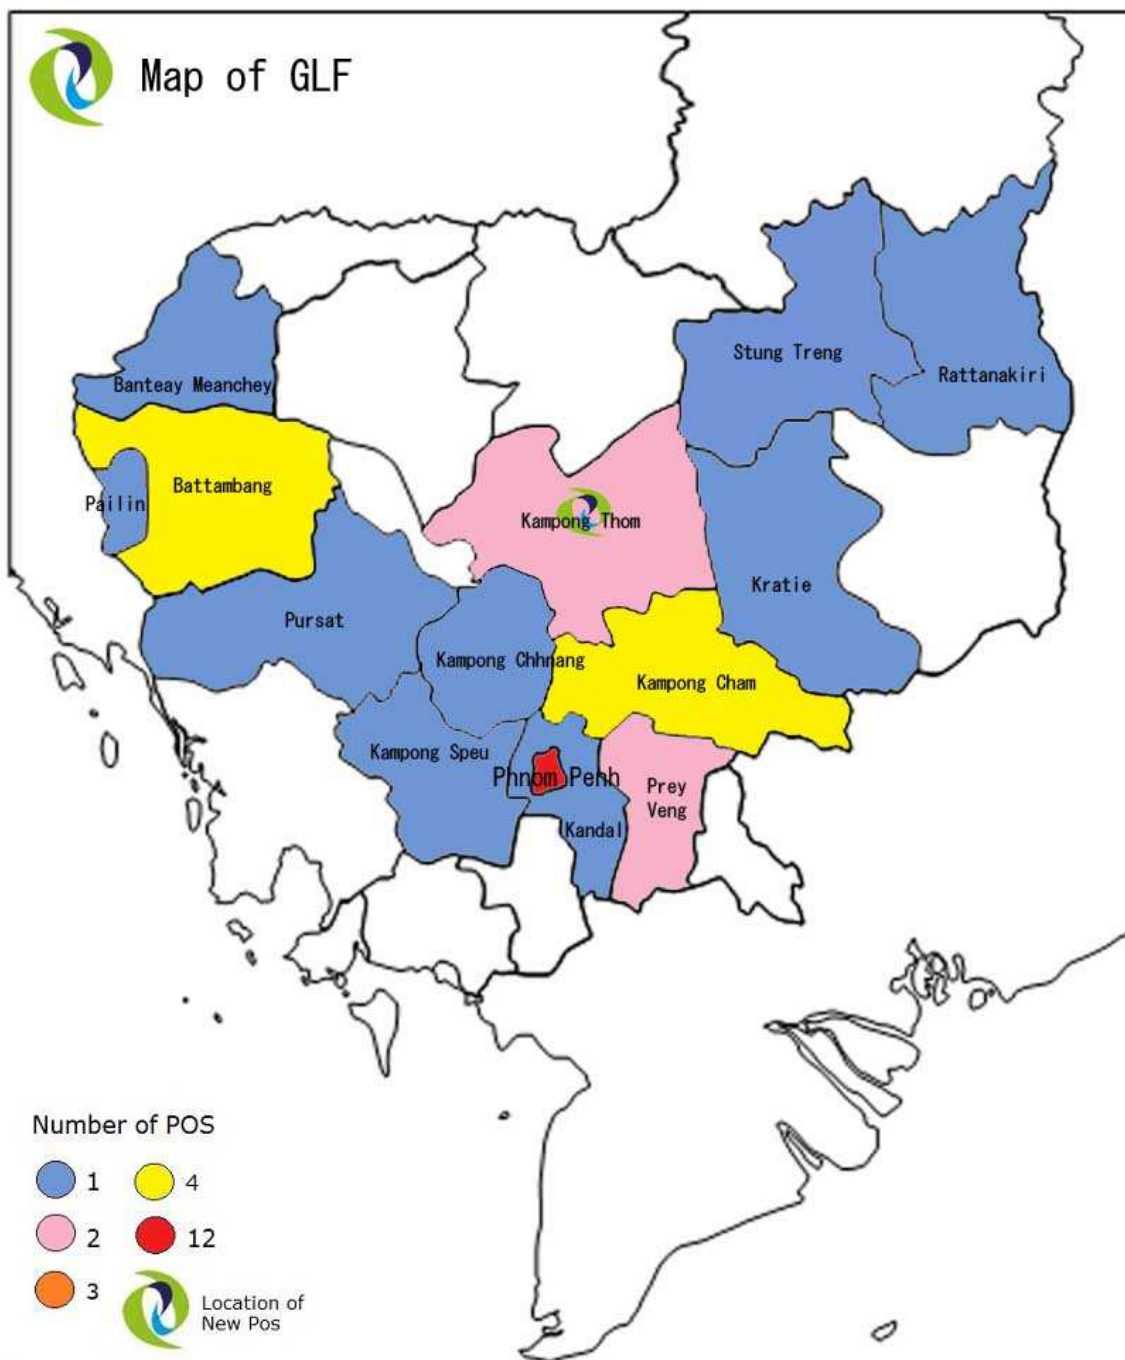 Map of GLF
Stung Treng
Rattanakiri
Banteay Meanchey
Battambang
Pailin
Kampong Thom
Kratie
Pursat
Kampong Chhnang
Kampong Cham
Kampong Speu
Phnom Penh
Prey
Veng
Kandal
Number of POS
1
4
2
12
3
Location of
New Pos